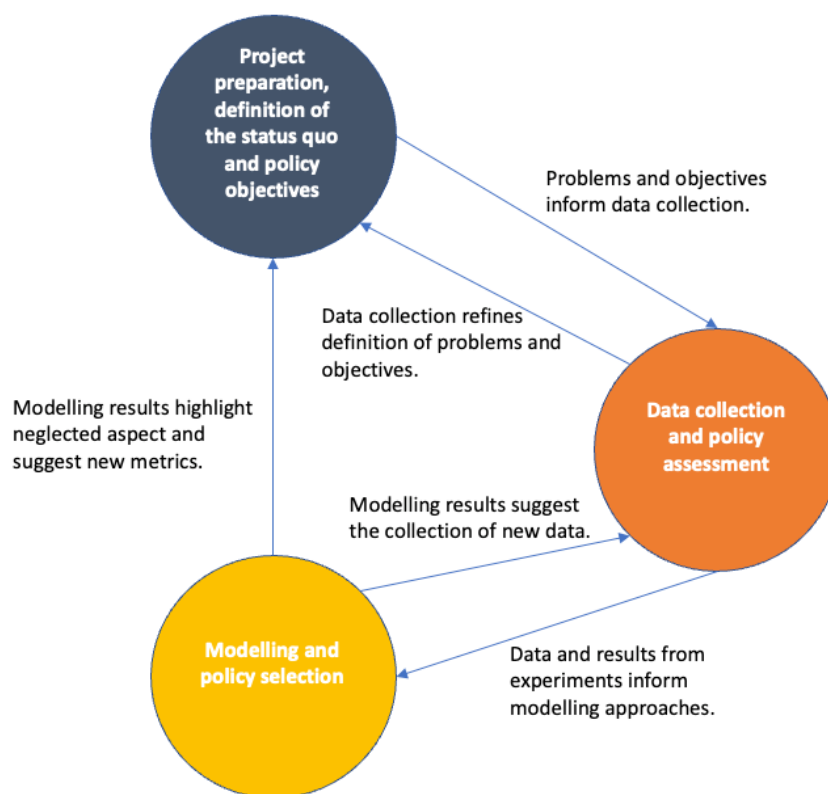 Project
preparation,
definition of
the status quo
and policy
objectives
Problems and objectives
inform data collection.
Data collection refines
definition of problems and
objectives.
Modelling results highlight
neglected aspect and
suggest new metrics.
Data collection
and policy
assessment
Modelling results suggest
the collection of new data.
Modelling and
policy selection
Data and results from
experiments inform
modelling approaches.